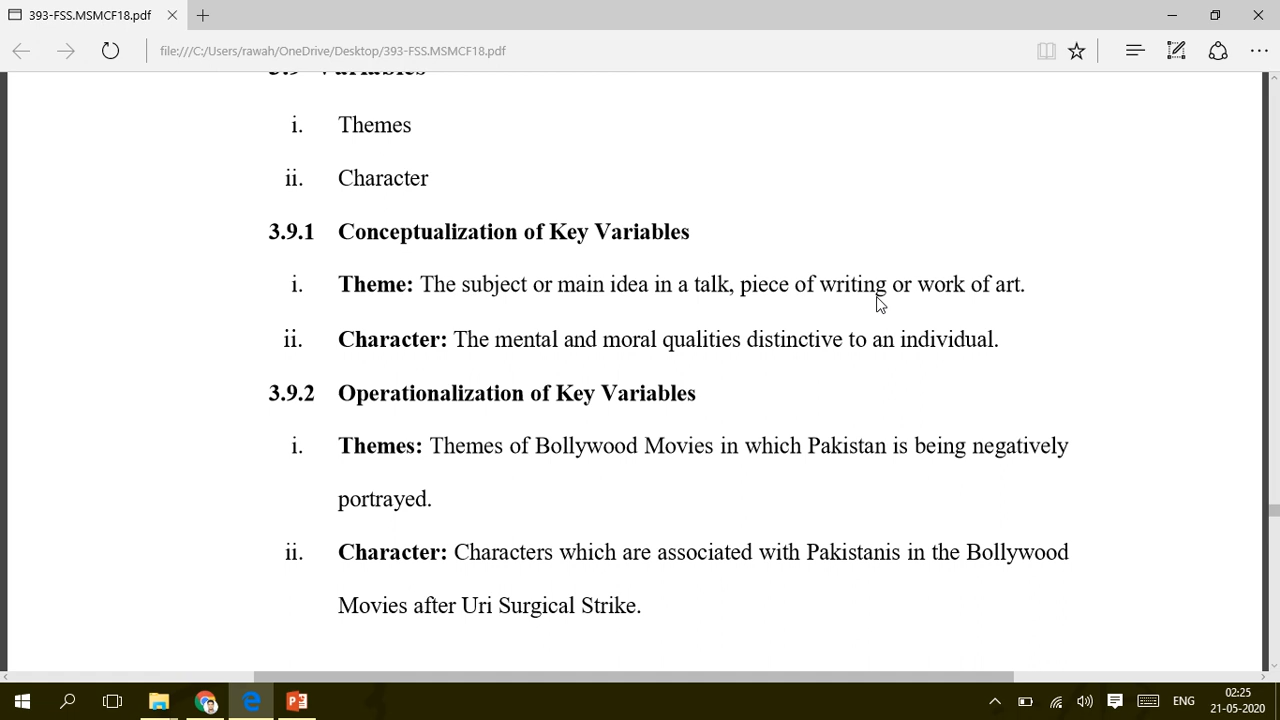 393-FSS.MSMCF18.pdf
file:///C:/Users/rawah/OneDrive/Desktop/393-FSS.MSMCF18.pdf
3.9 Variables
i. Themes
ii. Character
3.9.1 Conceptualization of Key Variables
i. Theme: The subject or main idea in a talk, piece of writing or work of art.
ii. Character: The mental and moral qualities distinctive to an individual.
3.9.2 Operationalization of Key Variables
i. Themes: Themes of Bollywood Movies in which Pakistan is being negatively
portrayed.
ii. Character: Characters which are associated with Pakistanis in the Bollywood
Movies after Uri Surgical Strike.
ENG
02:25
21-05-2020